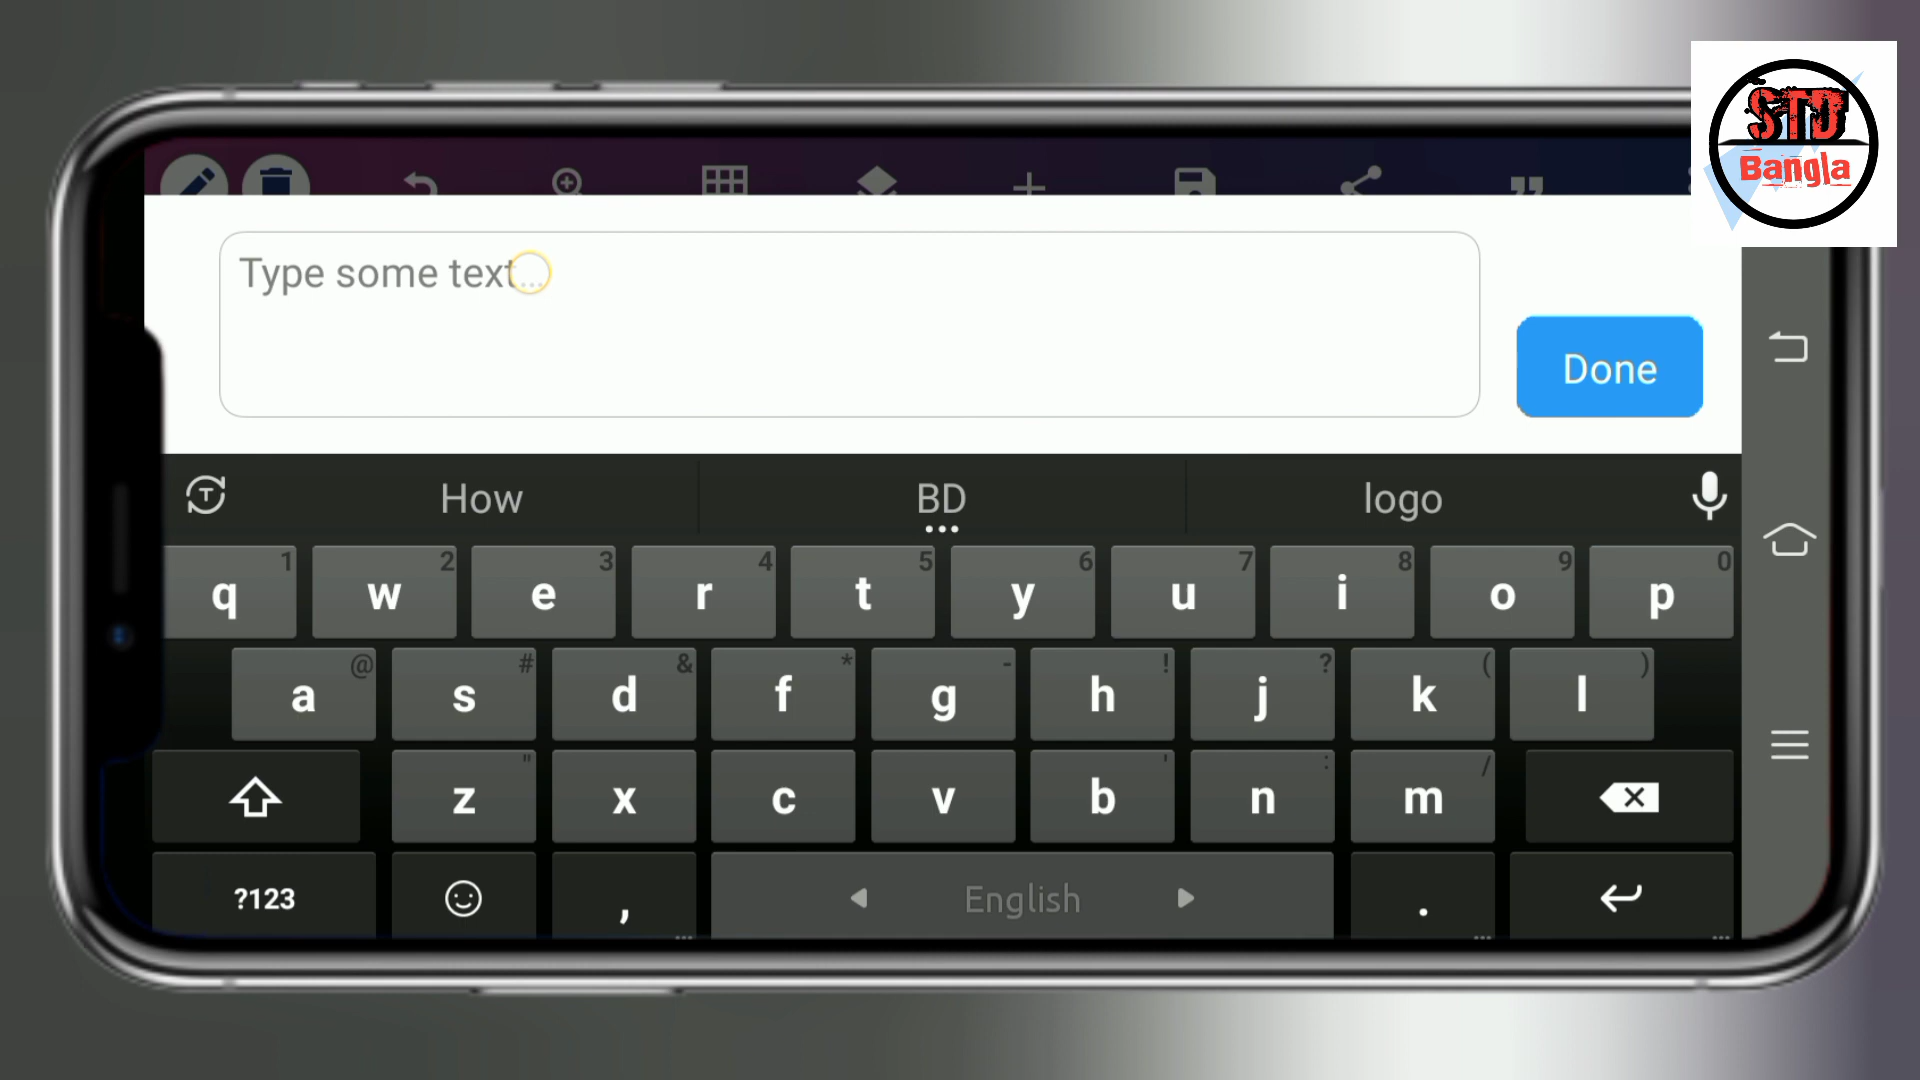 STD
Bangla
Type some text...
Done
How BD logo
q 1 w 2 e 3 r 4 t 5 y 6 u 7 i 8 o 9 p 0
a @ s # d & f * g - h ! j ? k ( l )
z " x c v b ' n : m /
?123 , English .